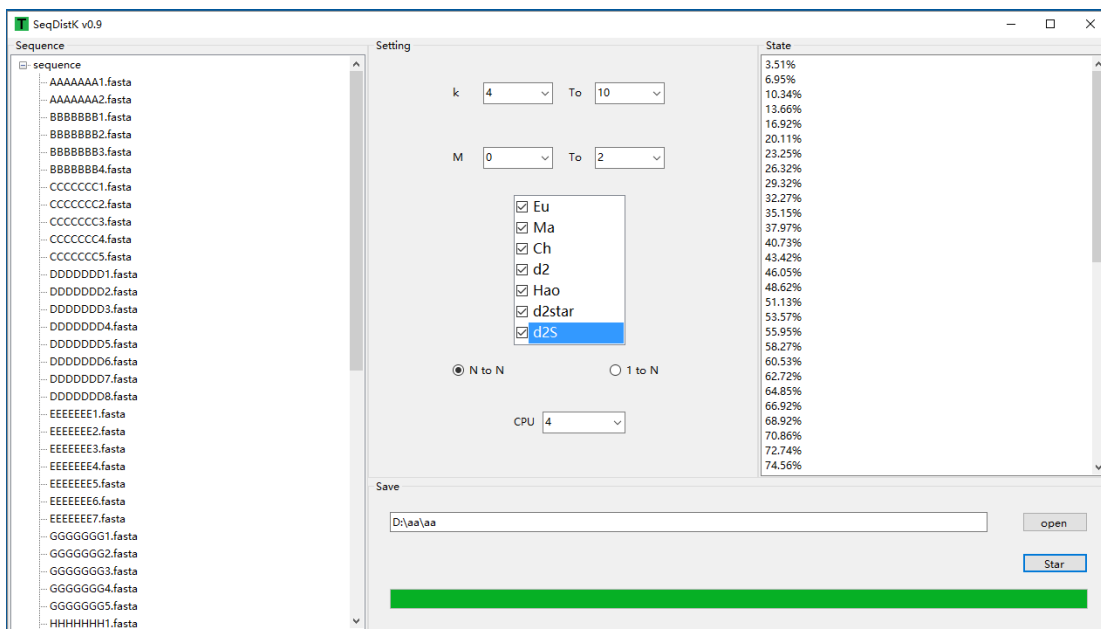 SeqDistK v0.9
Sequence
sequence
AAAAAAA1.fasta
AAAAAAA2.fasta
BBBBBBB1.fasta
BBBBBBB2.fasta
BBBBBBB3.fasta
BBBBBBB4.fasta
CCCCCCC1.fasta
CCCCCCC2.fasta
CCCCCCC3.fasta
CCCCCCC4.fasta
CCCCCCC5.fasta
DDDDDDD1.fasta
DDDDDDD2.fasta
DDDDDDD3.fasta
DDDDDDD4.fasta
DDDDDDD5.fasta
DDDDDDD6.fasta
DDDDDDD7.fasta
DDDDDDD8.fasta
EEEEEEE1.fasta
EEEEEEE2.fasta
EEEEEEE3.fasta
EEEEEEE4.fasta
EEEEEEE5.fasta
EEEEEEE6.fasta
EEEEEEE7.fasta
GGGGGGG1.fasta
GGGGGGG2.fasta
GGGGGGG3.fasta
GGGGGGG4.fasta
GGGGGGG5.fasta
HHHHHHH1.fasta
Setting
k 4 To 10
M 0 To 2
Eu
Ma
Ch
d2
Hao
d2star
d2S
N to N 1 to N
CPU 4
State
3.51%
6.95%
10.34%
13.66%
16.92%
20.11%
23.25%
26.32%
29.32%
32.27%
35.15%
37.97%
40.73%
43.42%
46.05%
48.62%
51.13%
53.57%
55.95%
58.27%
60.53%
62.72%
64.85%
66.92%
68.92%
70.86%
72.74%
74.56%
Save
D:\aa\aa
open
Star